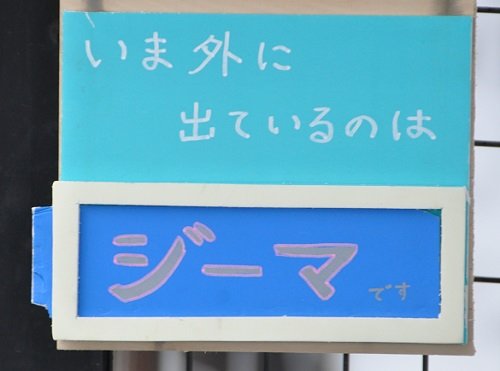 いま外に
出ているのは
ジーマです